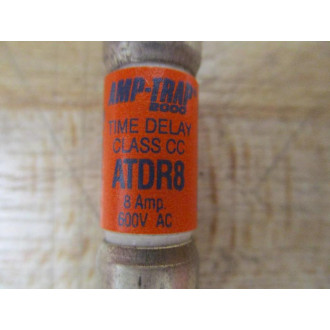 AMP-TRAP
2000
TIME DELAY
CLASS CC
ATDR8
8 Amp.
600V AC